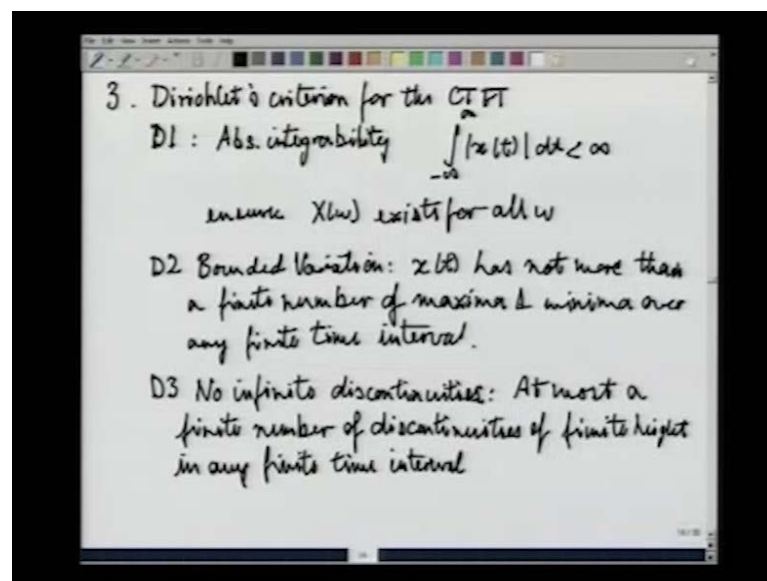 3. Dirichlet's criterion for the CTFT
D1 : Abs. integrability ∫_{-∞}^{∞} |x(t)| dt < ∞
ensures X(ω) exists for all ω
D2 Bounded Variation: x(t) has not more than
a finite number of maxima & minima over
any finite time interval.
D3 No infinite discontinuities: At most a
finite number of discontinuities of finite height
in any finite time interval